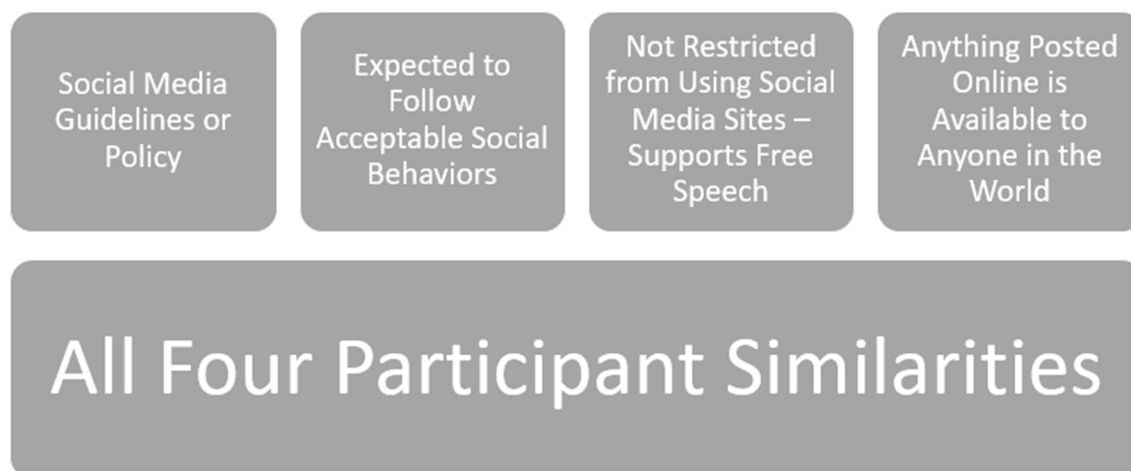 Social Media
Guidelines or
Policy
Expected to
Follow
Acceptable Social
Behaviors
Not Restricted
from Using Social
Media Sites –
Supports Free
Speech
Anything Posted
Online is
Available to
Anyone in the
World
All Four Participant Similarities